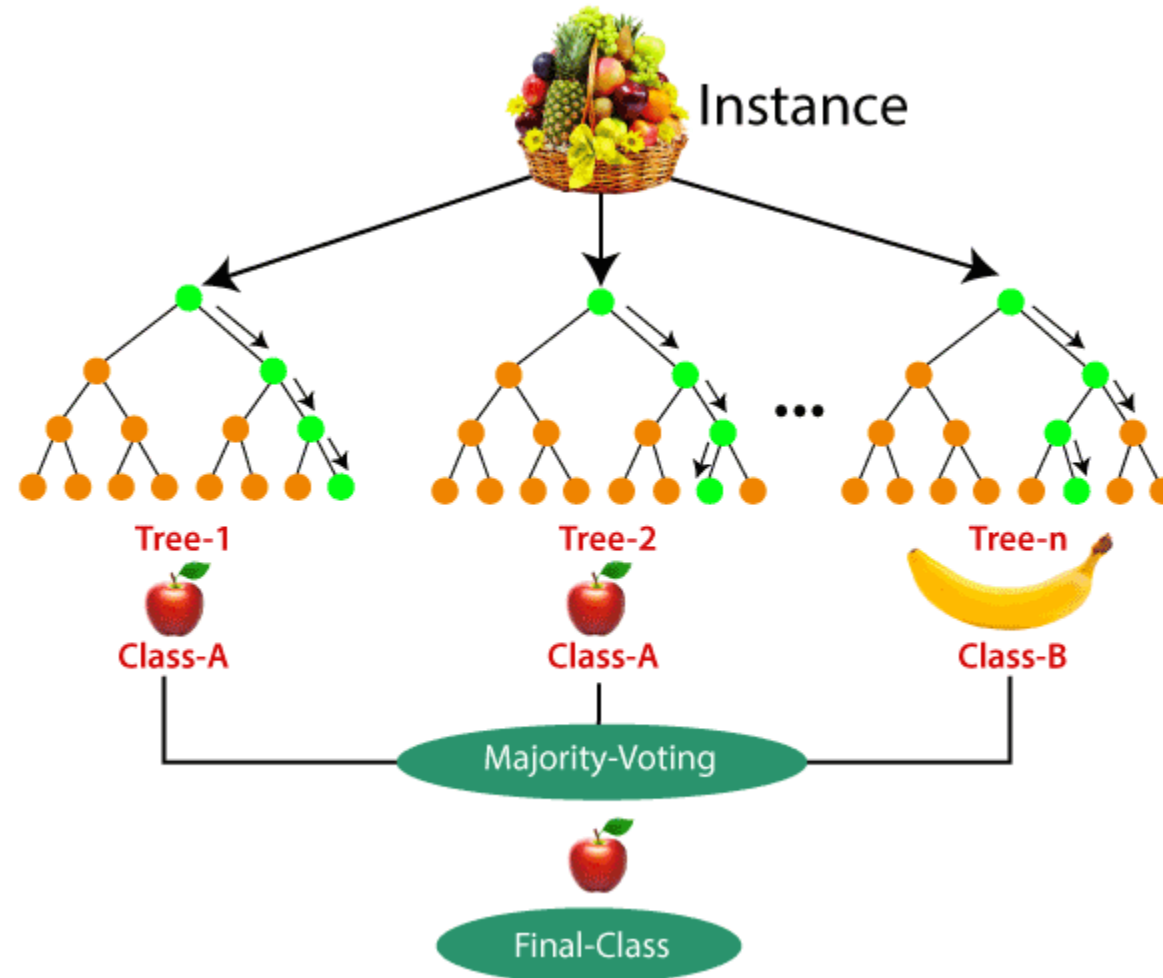 Instance
Tree-1
Tree-2
Tree-n
Class-A
Class-A
Class-B
Majority-Voting
Final-Class